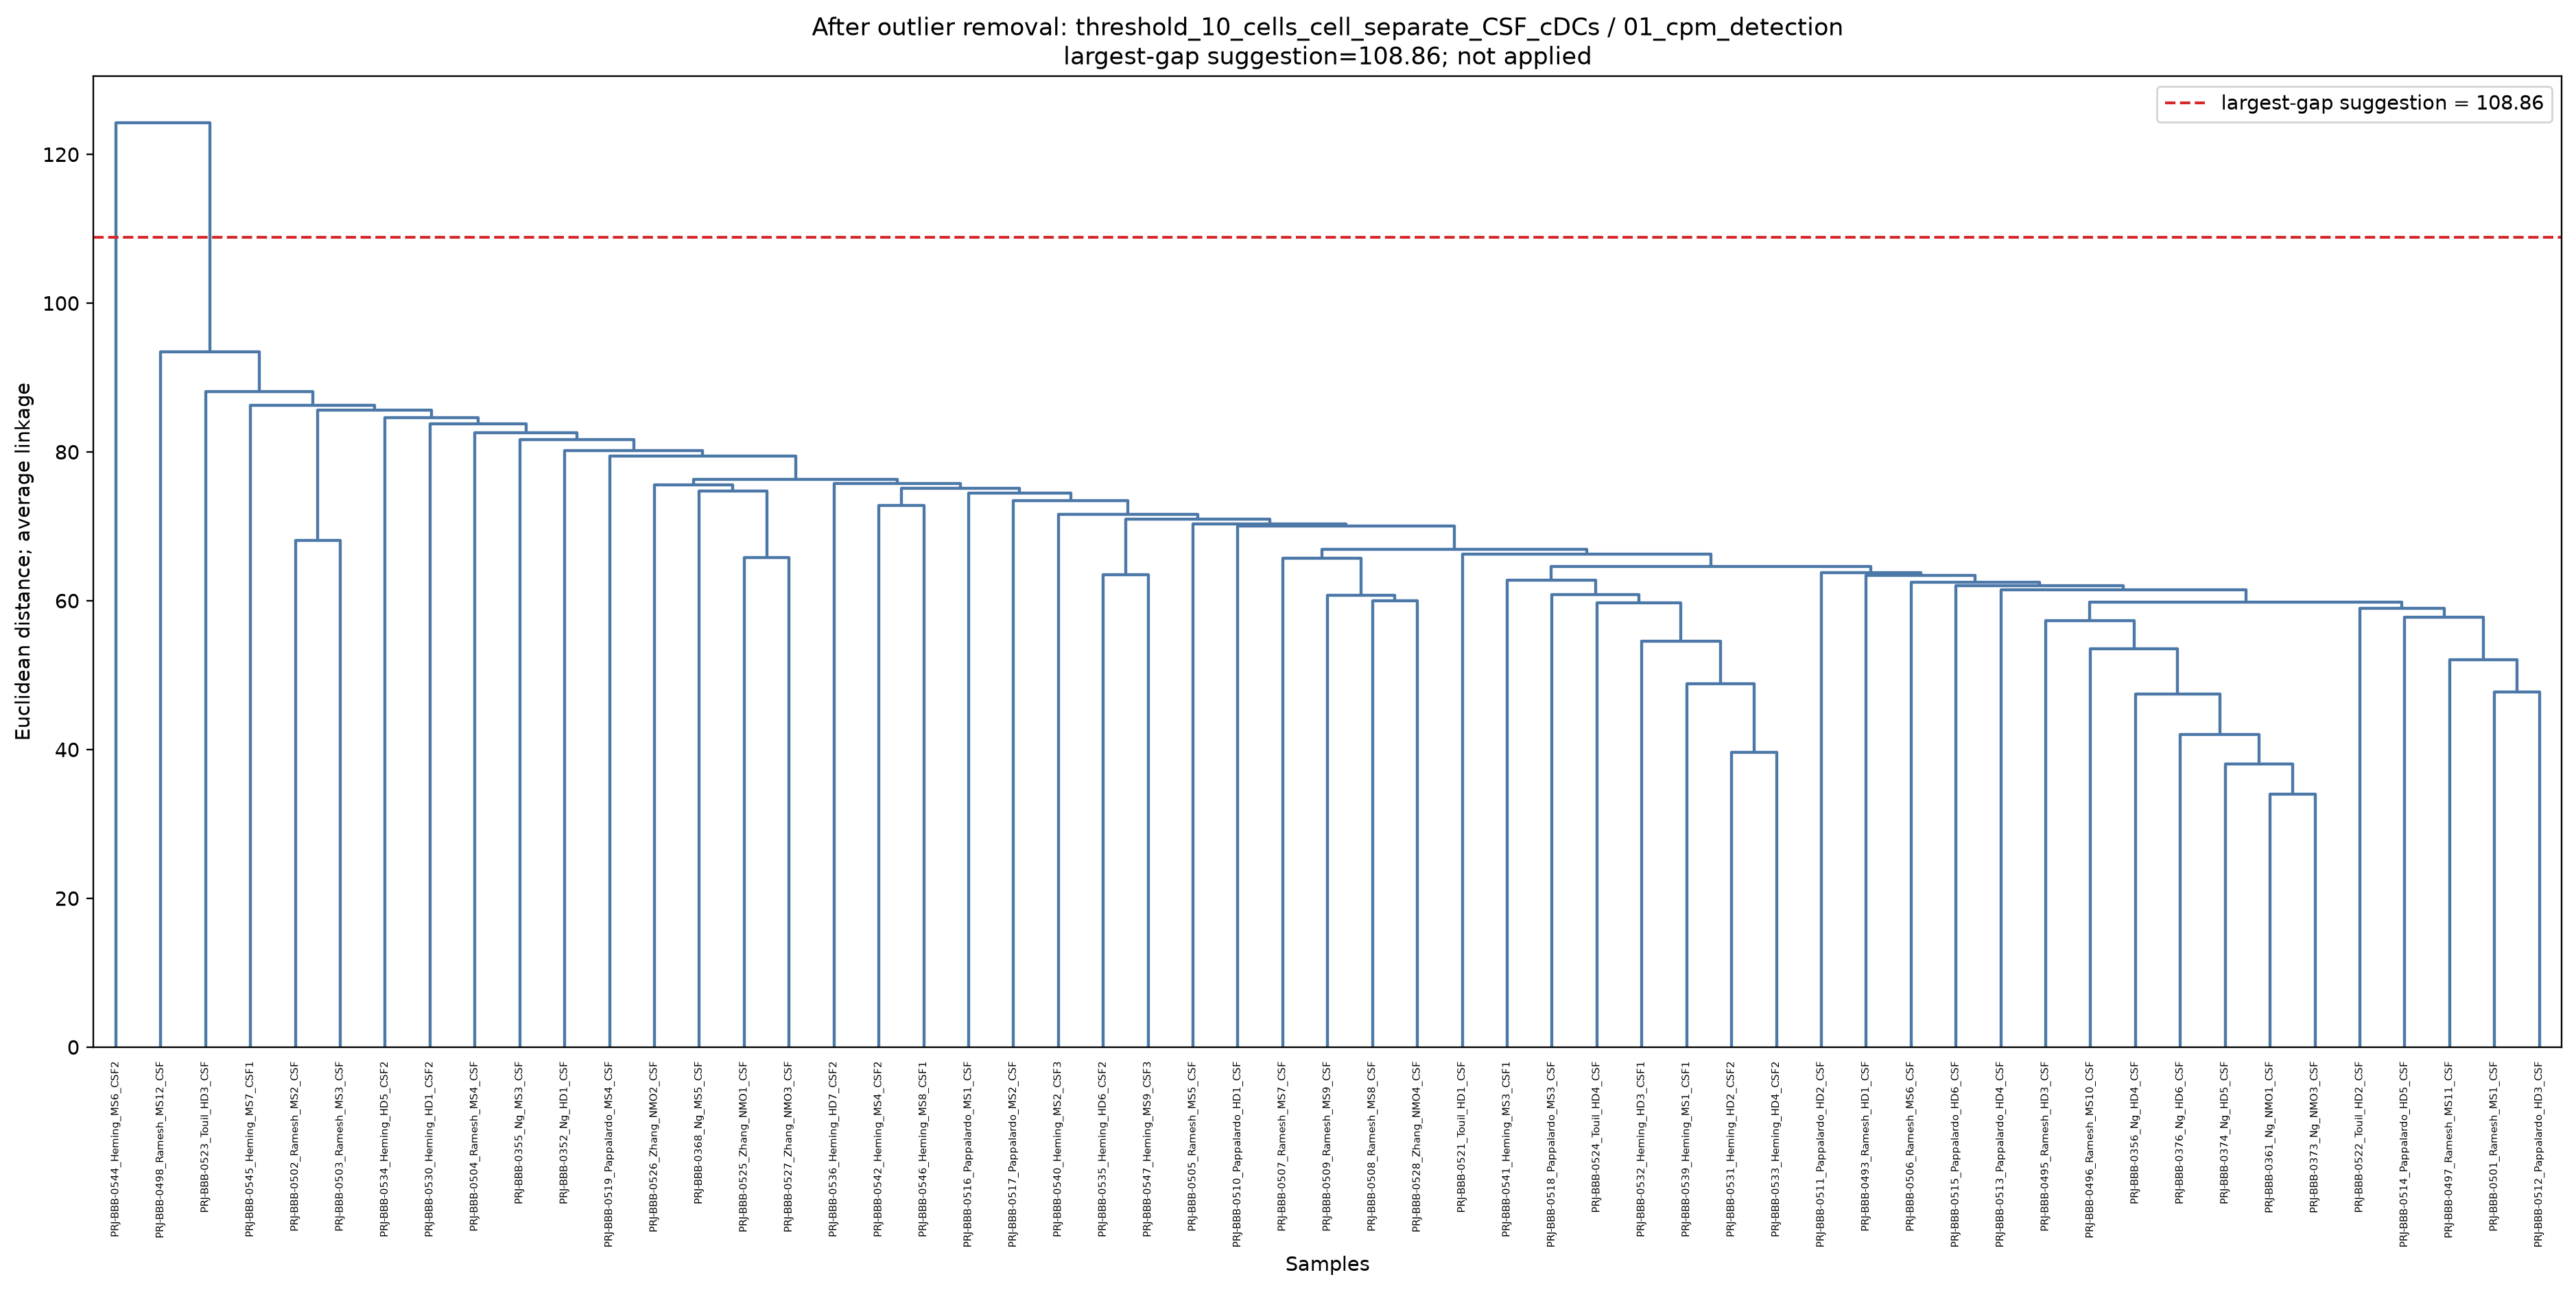 After outlier removal: threshold_10_cells_cell_separate_CSF_cDCs / 01_cpm_detection
largest-gap suggestion=108.86; not applied
largest-gap suggestion = 108.86
Euclidean distance; average linkage
120
100
80
60
40
20
0
PRJ-BBB-0544_Heming_MS6_CSF2
PRJ-BBB-0498_Ramesh_MS12_CSF
PRJ-BBB-0523_Touil_HD3_CSF
PRJ-BBB-0545_Heming_MS7_CSF1
PRJ-BBB-0502_Ramesh_MS2_CSF
PRJ-BBB-0503_Ramesh_MS3_CSF
PRJ-BBB-0534_Heming_HD5_CSF2
PRJ-BBB-0530_Heming_HD1_CSF2
PRJ-BBB-0504_Ramesh_MS4_CSF
PRJ-BBB-0355_Ng_MS3_CSF
PRJ-BBB-0352_Ng_HD1_CSF
PRJ-BBB-0519_Pappalardo_MS4_CSF
PRJ-BBB-0526_Zhang_NMO2_CSF
PRJ-BBB-0368_Ng_MS5_CSF
PRJ-BBB-0525_Zhang_NMO1_CSF
PRJ-BBB-0527_Zhang_NMO3_CSF
PRJ-BBB-0536_Heming_HD7_CSF2
PRJ-BBB-0542_Heming_MS4_CSF2
PRJ-BBB-0546_Heming_MS8_CSF1
PRJ-BBB-0516_Pappalardo_MS1_CSF
PRJ-BBB-0517_Pappalardo_MS2_CSF
PRJ-BBB-0540_Heming_MS2_CSF3
PRJ-BBB-0535_Heming_HD6_CSF2
PRJ-BBB-0547_Heming_MS9_CSF3
PRJ-BBB-0505_Ramesh_MS5_CSF
PRJ-BBB-0510_Pappalardo_HD1_CSF
PRJ-BBB-0507_Ramesh_MS7_CSF
PRJ-BBB-0509_Ramesh_MS9_CSF
PRJ-BBB-0508_Ramesh_MS8_CSF
PRJ-BBB-0528_Zhang_NMO4_CSF
PRJ-BBB-0521_Touil_HD1_CSF
PRJ-BBB-0541_Heming_MS3_CSF1
PRJ-BBB-0518_Pappalardo_MS3_CSF
PRJ-BBB-0524_Touil_HD4_CSF
PRJ-BBB-0532_Heming_HD3_CSF1
PRJ-BBB-0539_Heming_MS1_CSF1
PRJ-BBB-0531_Heming_HD2_CSF2
PRJ-BBB-0533_Heming_HD4_CSF2
PRJ-BBB-0511_Pappalardo_HD2_CSF
PRJ-BBB-0493_Ramesh_HD1_CSF
PRJ-BBB-0506_Ramesh_MS6_CSF
PRJ-BBB-0515_Pappalardo_HD6_CSF
PRJ-BBB-0513_Pappalardo_HD4_CSF
PRJ-BBB-0495_Ramesh_HD3_CSF
PRJ-BBB-0496_Ramesh_MS10_CSF
PRJ-BBB-0356_Ng_HD4_CSF
PRJ-BBB-0376_Ng_HD6_CSF
PRJ-BBB-0374_Ng_HD5_CSF
PRJ-BBB-0361_Ng_NMO1_CSF
PRJ-BBB-0373_Ng_NMO3_CSF
PRJ-BBB-0522_Touil_HD2_CSF
PRJ-BBB-0514_Pappalardo_HD5_CSF
PRJ-BBB-0497_Ramesh_MS11_CSF
PRJ-BBB-0501_Ramesh_MS1_CSF
PRJ-BBB-0512_Pappalardo_HD3_CSF
Samples